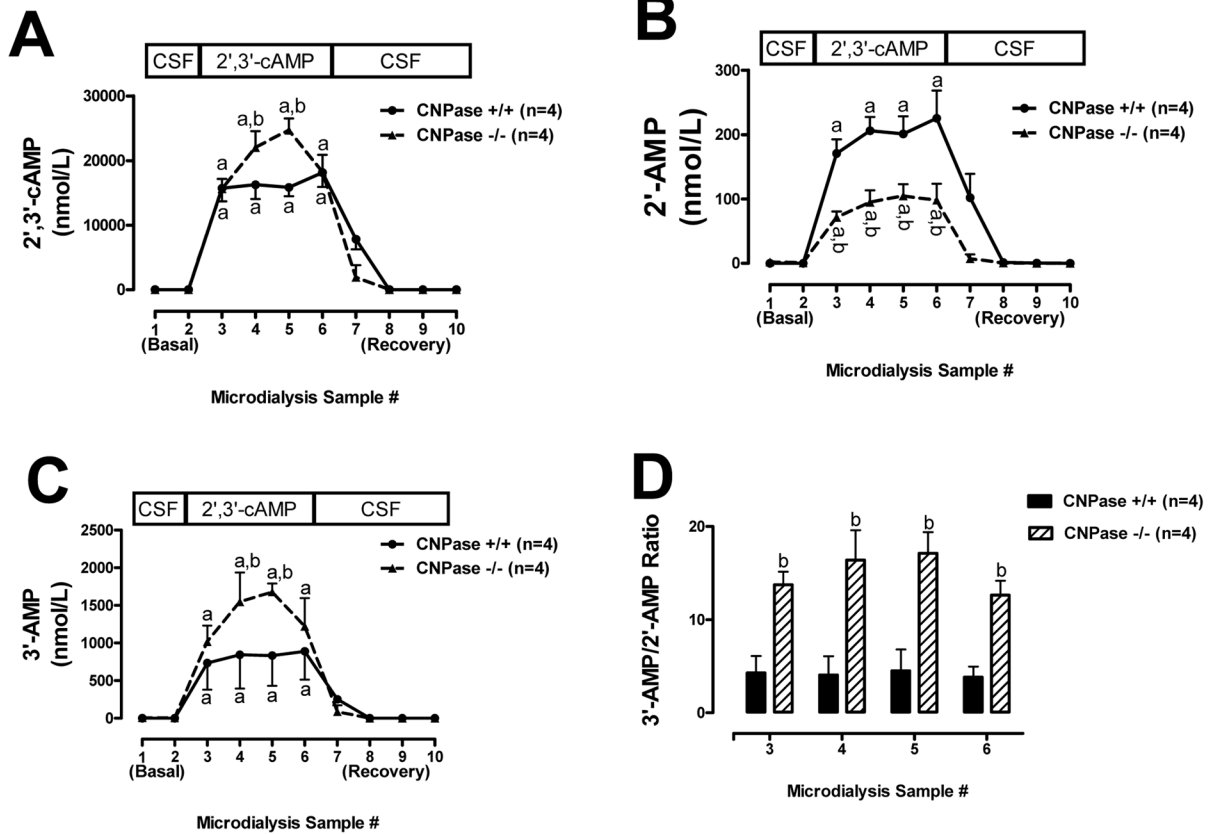 A
CSF 2',3'-cAMP CSF
30000
20000
10000
0
2',3'-cAMP
(nmol/L)
CNPase +/+ (n=4)
CNPase -/- (n=4)
a,b a,b
a a
a a a a
1 2 3 4 5 6 7 8 9 10
(Basal) (Recovery)
Microdialysis Sample #
B
CSF 2',3'-cAMP CSF
300
200
100
0
2'-AMP
(nmol/L)
CNPase +/+ (n=4)
CNPase -/- (n=4)
a a a a
a,b a,b a,b a,b
1 2 3 4 5 6 7 8 9 10
(Basal) (Recovery)
Microdialysis Sample #
C
CSF 2',3'-cAMP CSF
2500
2000
1500
1000
500
0
3'-AMP
(nmol/L)
CNPase +/+ (n=4)
CNPase -/- (n=4)
a,b a,b
a a
a a a a
1 2 3 4 5 6 7 8 9 10
(Basal) (Recovery)
Microdialysis Sample #
D
CNPase +/+ (n=4)
CNPase -/- (n=4)
20
10
0
3'-AMP/2'-AMP Ratio
b b b b
3 4 5 6
Microdialysis Sample #